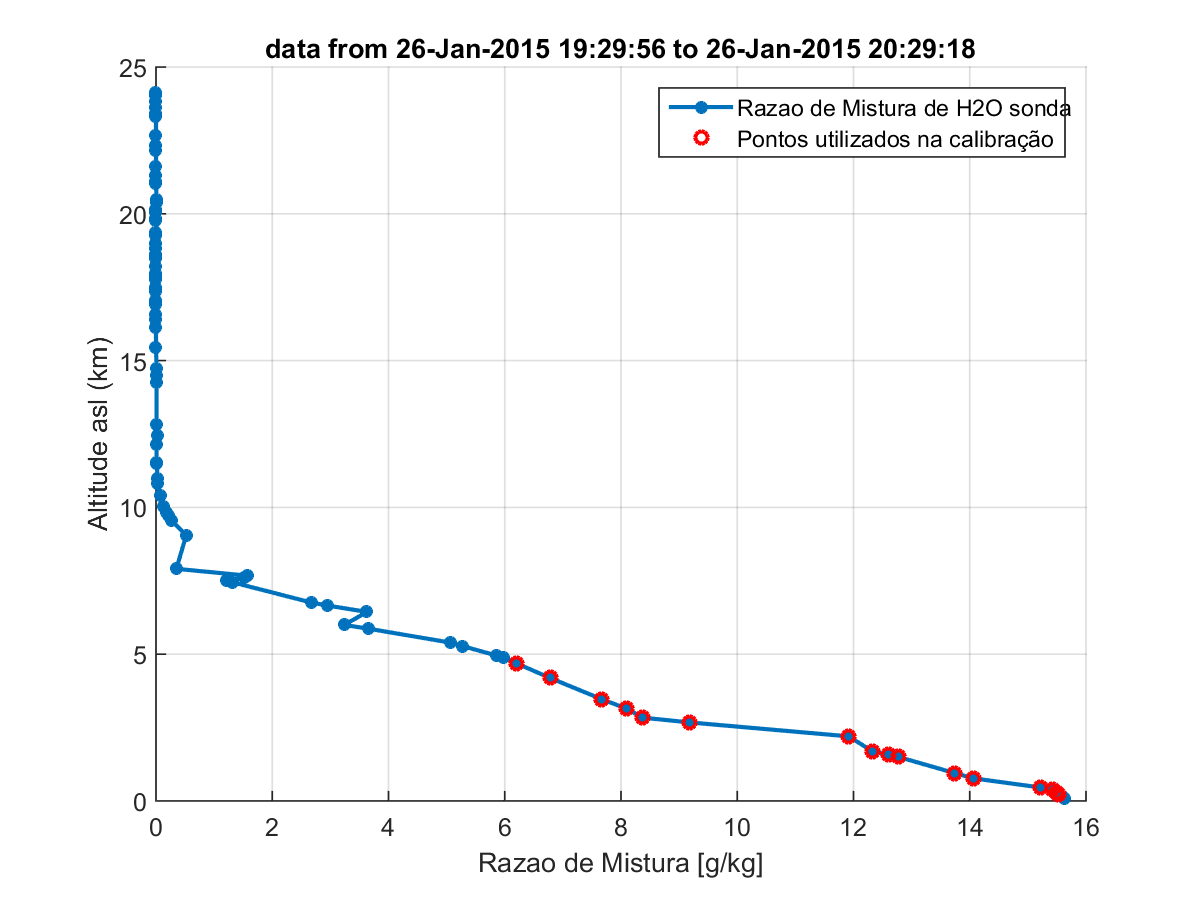 data from 26-Jan-2015 19:29:56 to 26-Jan-2015 20:29:18
Razao de Mistura de H2O sonda
Pontos utilizados na calibração
Altitude asl (km)
25
20
15
10
5
0
0 2 4 6 8 10 12 14 16
Razao de Mistura [g/kg]